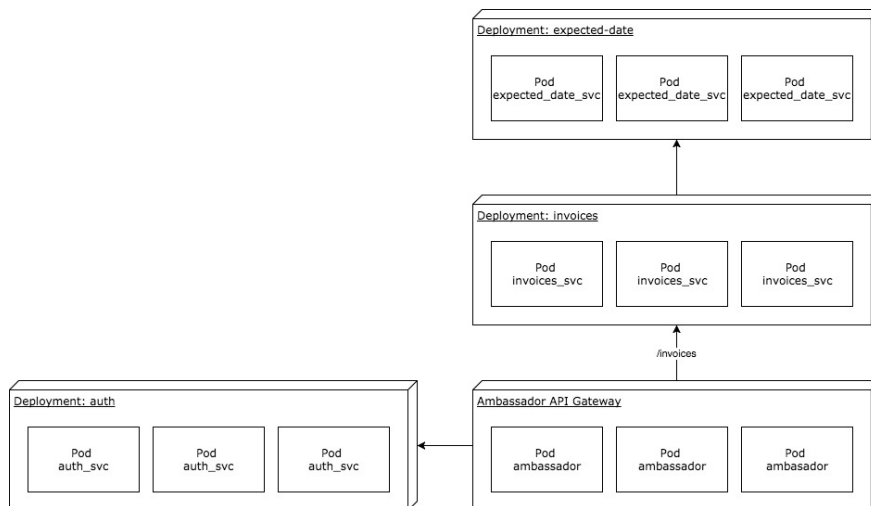 Deployment: expected-date
Pod
expected_date_svc
Pod
expected_date_svc
Pod
expected_date_svc
Deployment: invoices
Pod
invoices_svc
Pod
invoices_svc
Pod
invoices_svc
/invoices
Deployment: auth
Pod
auth_svc
Pod
auth_svc
Pod
auth_svc
Ambassador API Gateway
Pod
ambassador
Pod
ambassador
Pod
ambasador